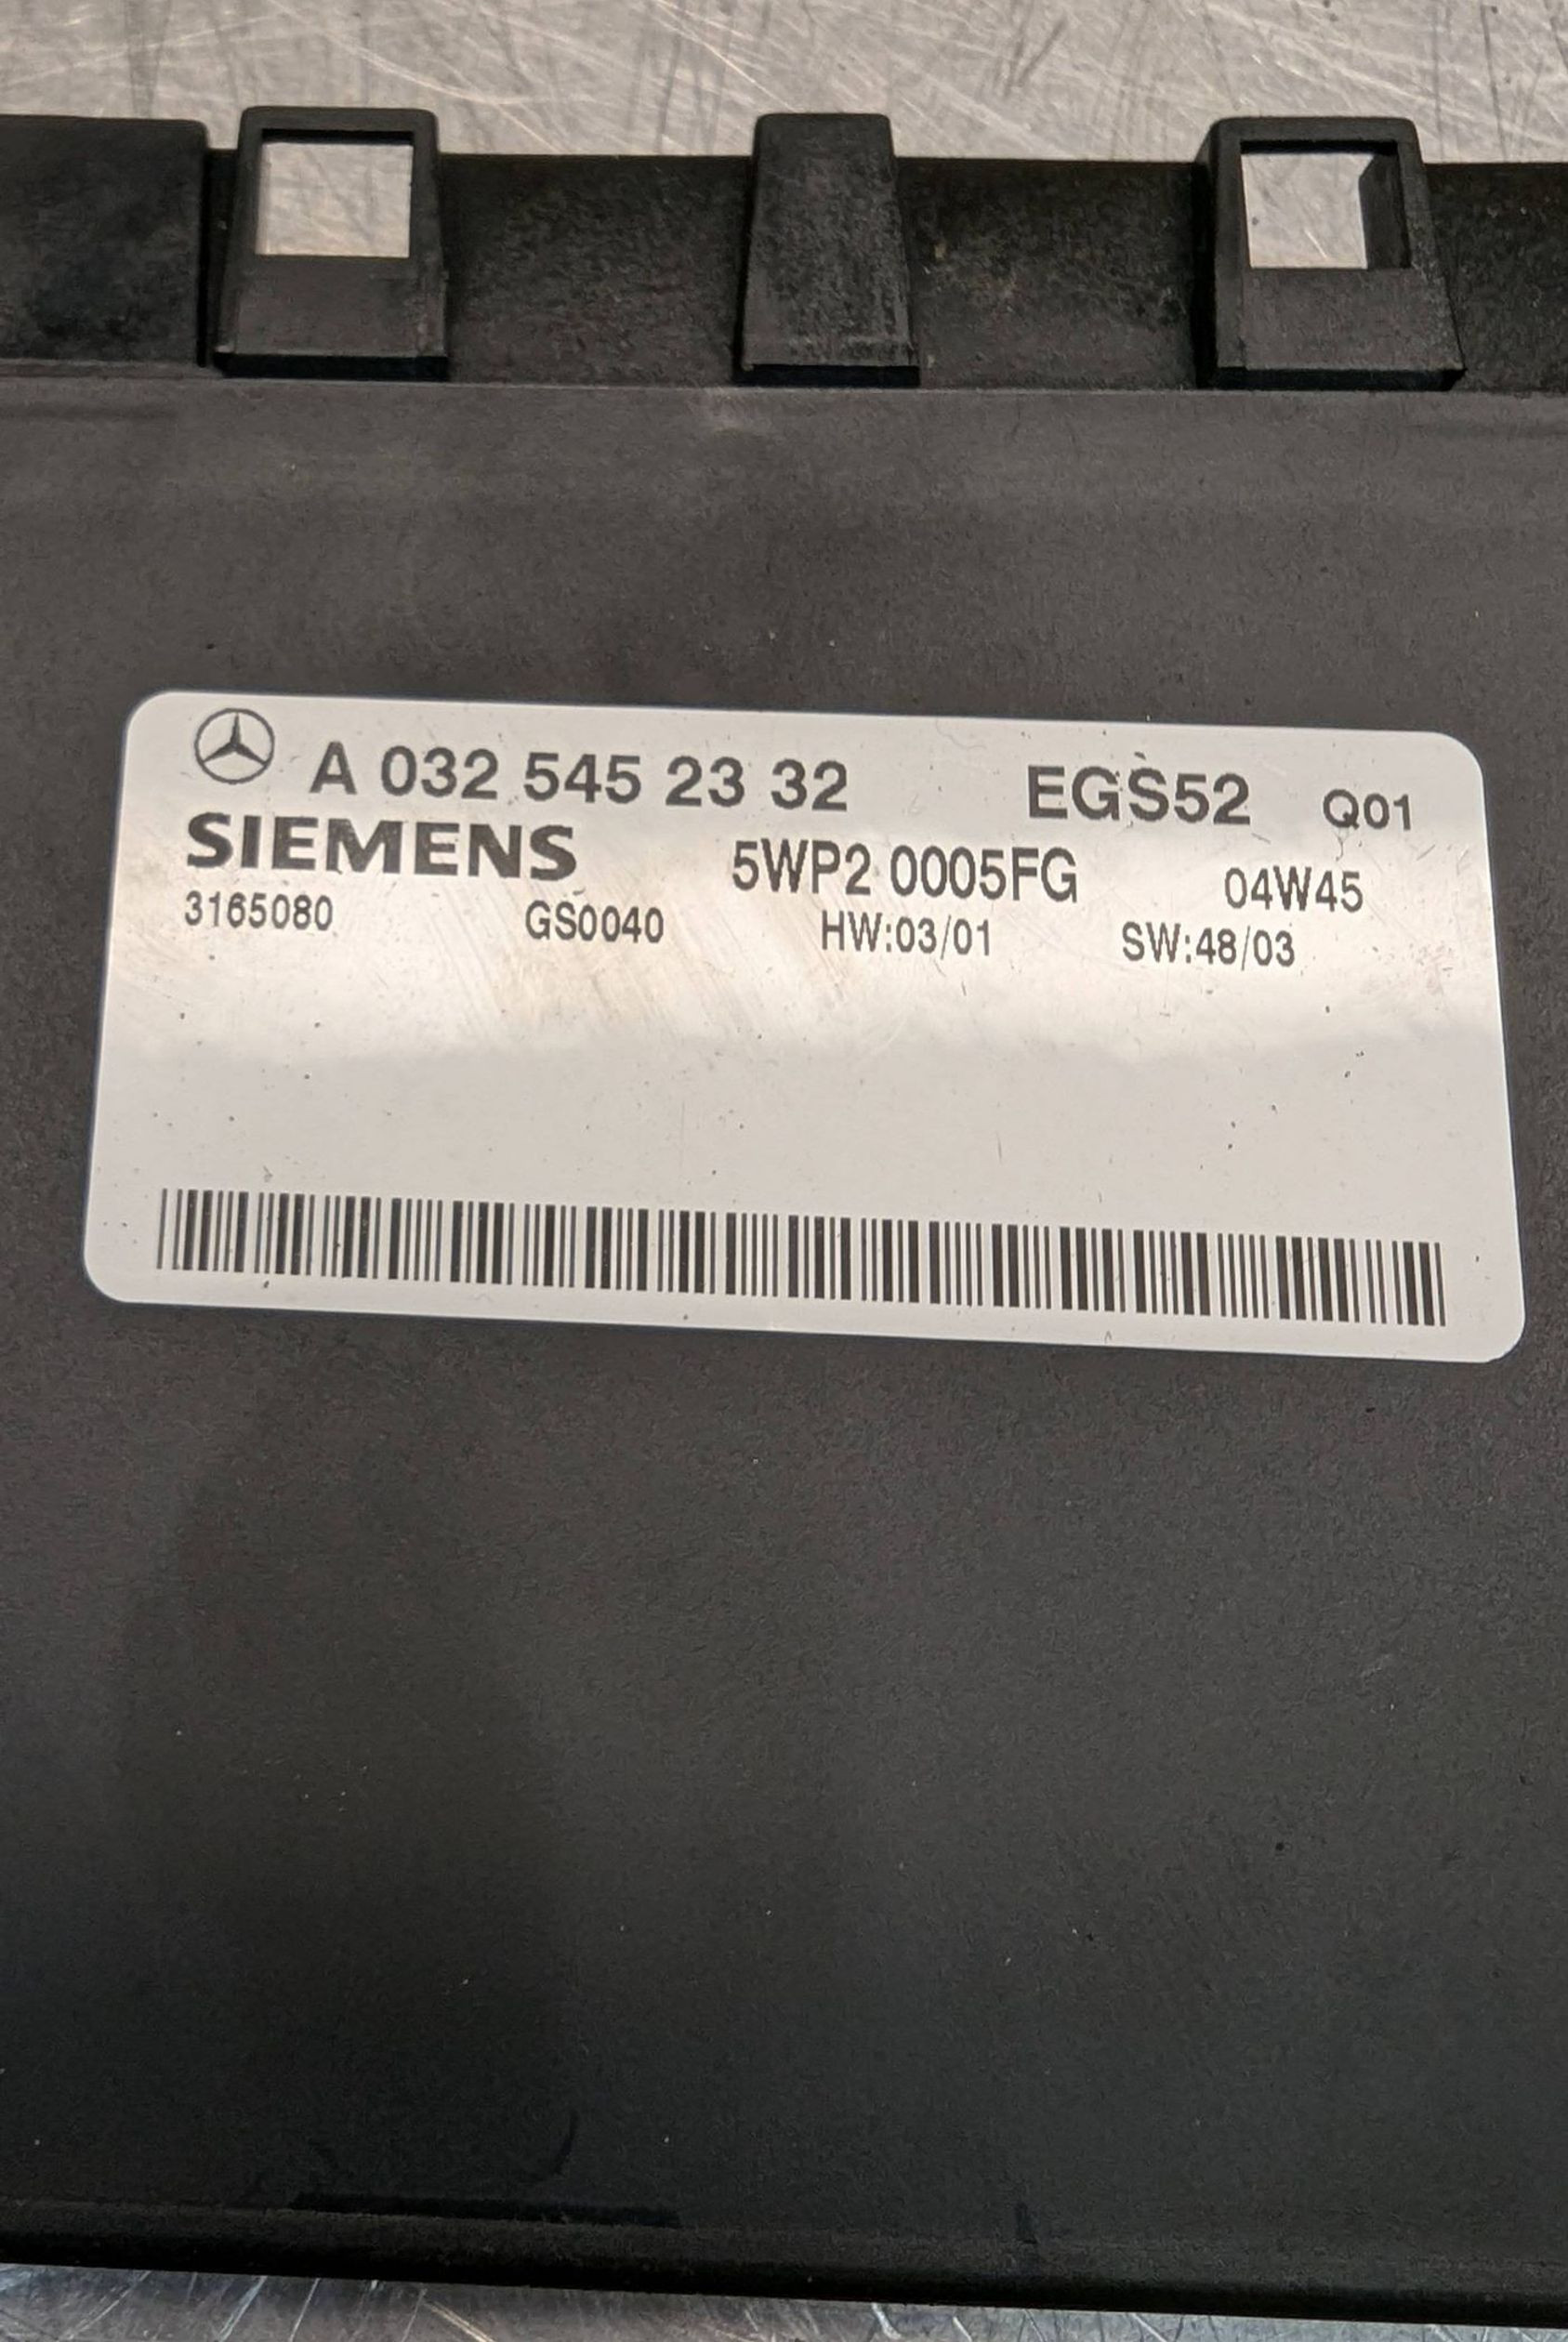 A 032 545 23 32 EGS52 Q01
SIEMENS 5WP2 0005FG 04W45
3165080 GS0040 HW:03/01 SW:48/03